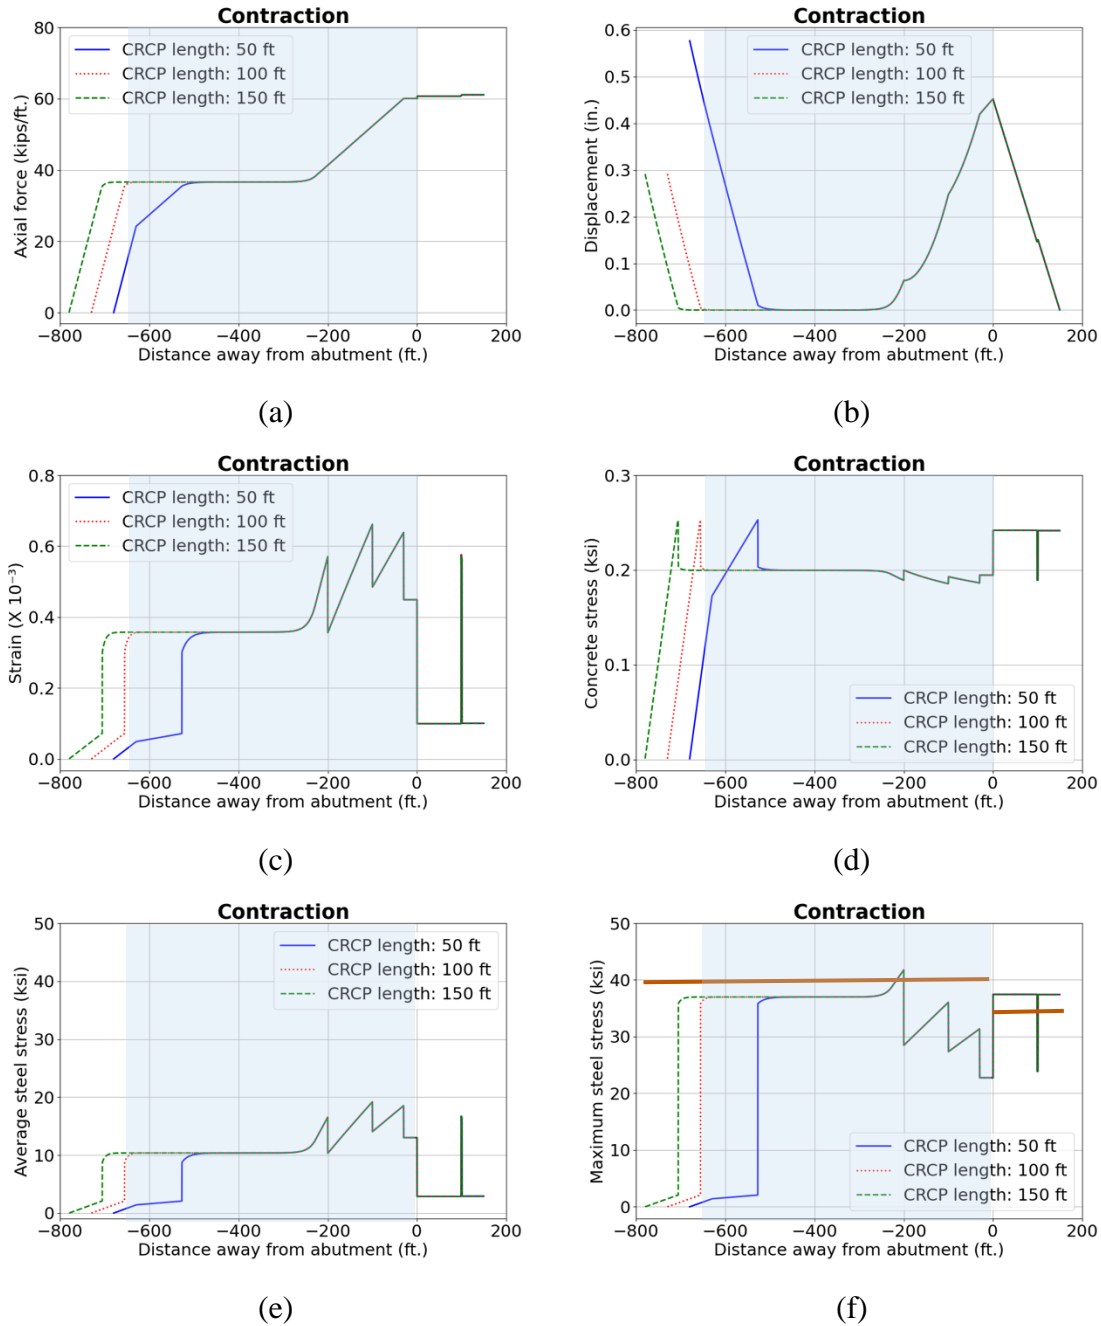 Contraction
80
60
40
20
0
Axial force (kips/ft.)
CRCP length: 50 ft
CRCP length: 100 ft
CRCP length: 150 ft
−800 −600 −400 −200 0 200
Distance away from abutment (ft.)
(a)
Contraction
0.6
0.5
0.4
0.3
0.2
0.1
0.0
Displacement (in.)
CRCP length: 50 ft
CRCP length: 100 ft
CRCP length: 150 ft
−800 −600 −400 −200 0 200
Distance away from abutment (ft.)
(b)
Contraction
0.8
0.6
0.4
0.2
0.0
Strain (X 10⁻³)
CRCP length: 50 ft
CRCP length: 100 ft
CRCP length: 150 ft
−800 −600 −400 −200 0 200
Distance away from abutment (ft.)
(c)
Contraction
0.3
0.2
0.1
0.0
Concrete stress (ksi)
CRCP length: 50 ft
CRCP length: 100 ft
CRCP length: 150 ft
−800 −600 −400 −200 0 200
Distance away from abutment (ft.)
(d)
Contraction
50
40
30
20
10
0
Average steel stress (ksi)
CRCP length: 50 ft
CRCP length: 100 ft
CRCP length: 150 ft
−800 −600 −400 −200 0 200
Distance away from abutment (ft.)
(e)
Contraction
50
40
30
20
10
0
Maximum steel stress (ksi)
CRCP length: 50 ft
CRCP length: 100 ft
CRCP length: 150 ft
−800 −600 −400 −200 0 200
Distance away from abutment (ft.)
(f)